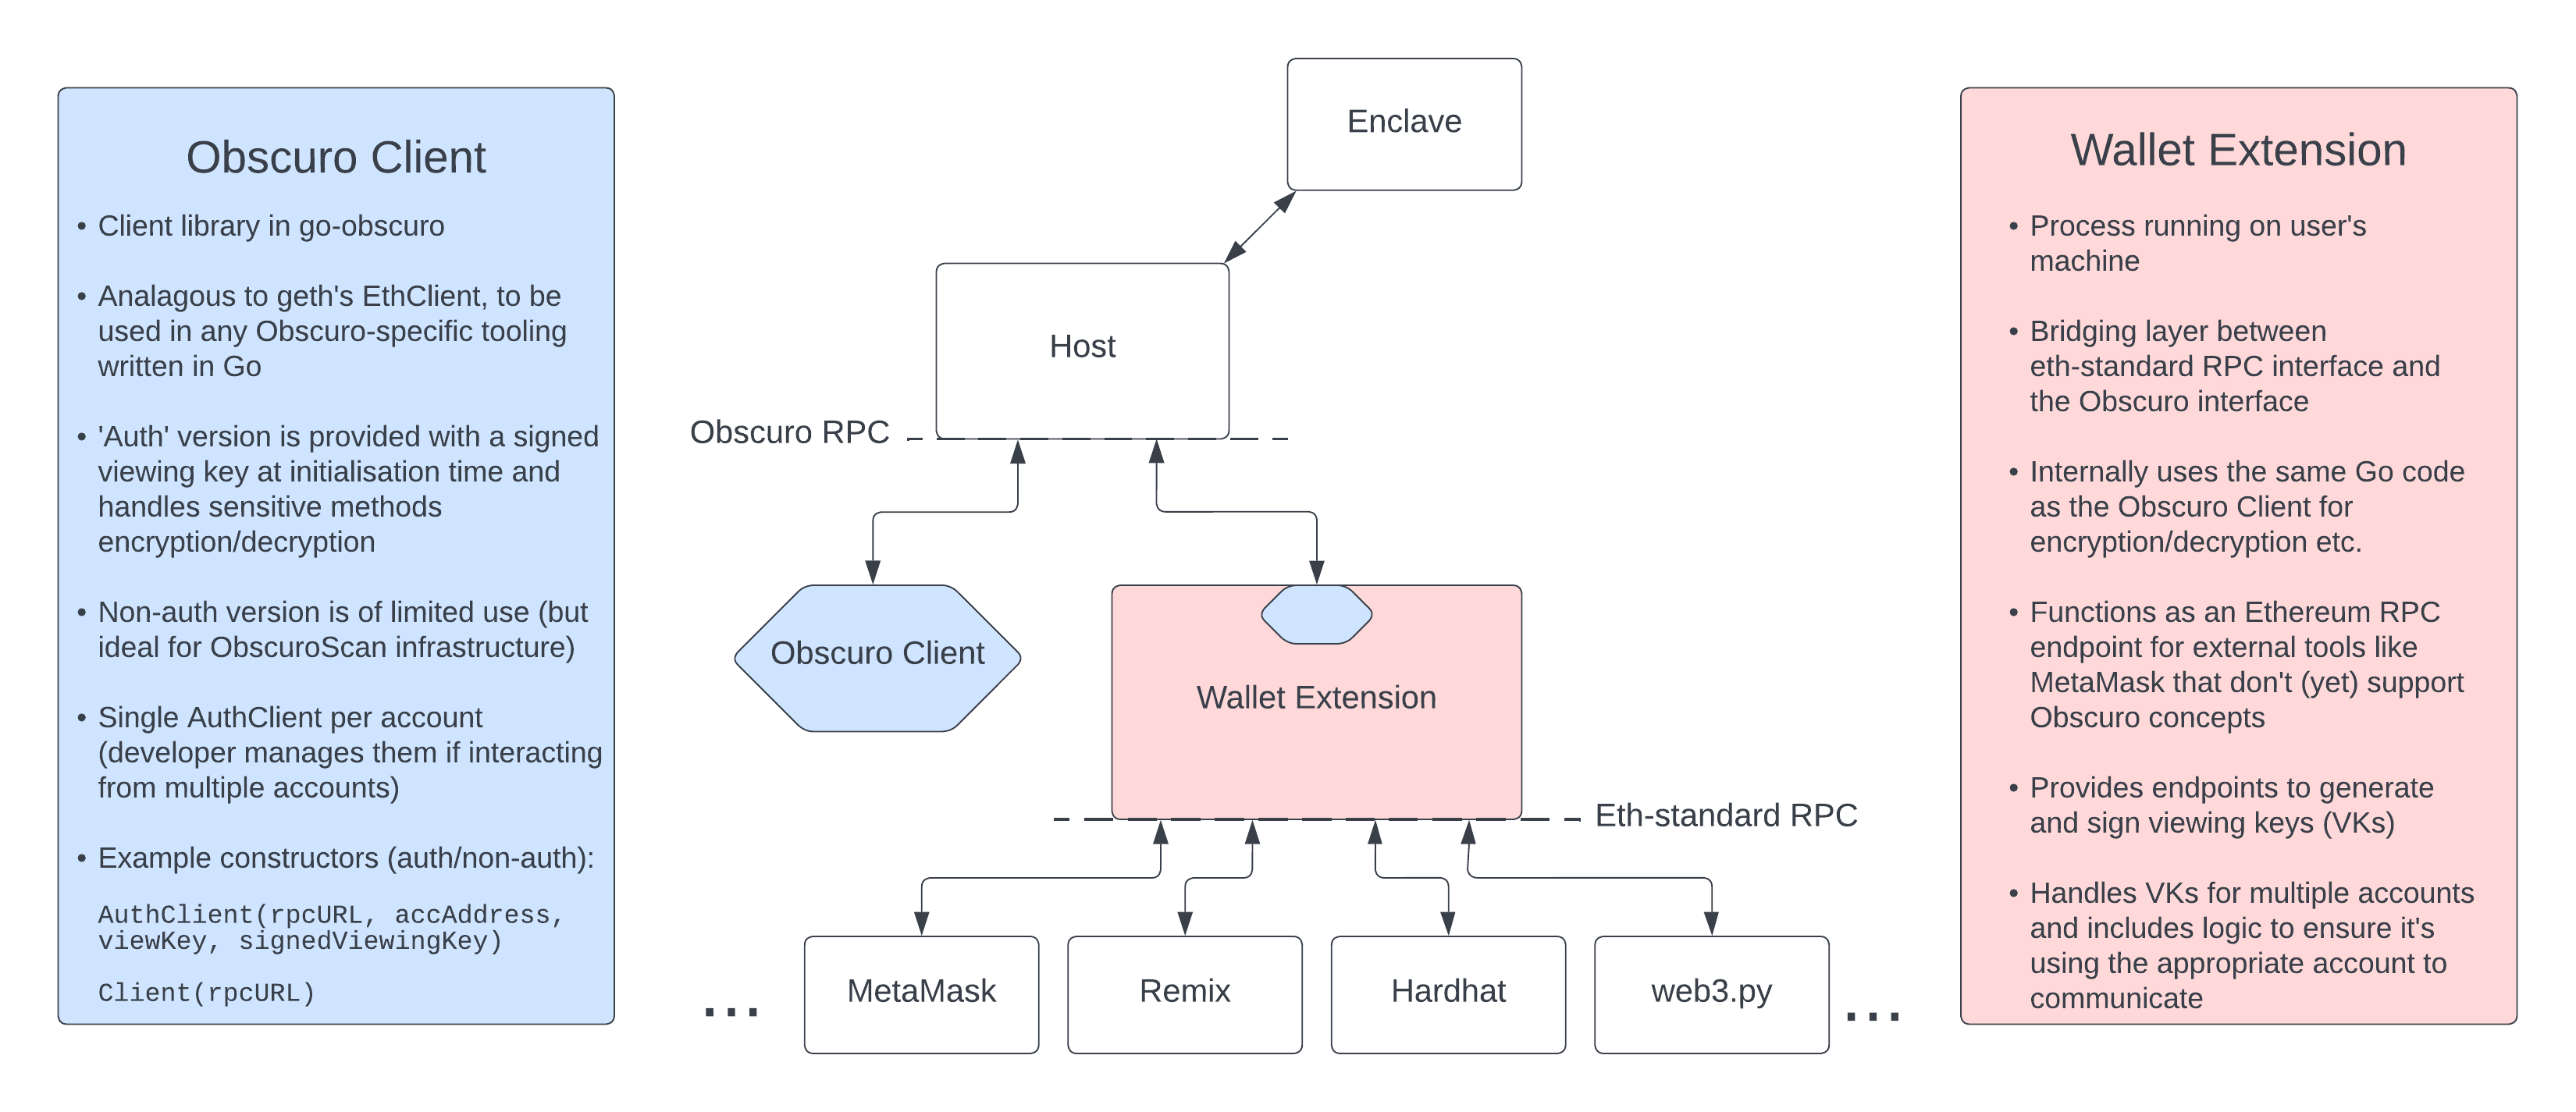 Obscuro Client
• Client library in go-obscuro
• Analagous to geth's EthClient, to be
used in any Obscuro-specific tooling
written in Go
• 'Auth' version is provided with a signed
viewing key at initialisation time and
handles sensitive methods
encryption/decryption
• Non-auth version is of limited use (but
ideal for ObscuroScan infrastructure)
• Single AuthClient per account
(developer manages them if interacting
from multiple accounts)
• Example constructors (auth/non-auth):
AuthClient(rpcURL, accAddress,
viewKey, signedViewingKey)
Client(rpcURL)
Enclave
Host
Obscuro RPC
Obscuro Client
Wallet Extension
Eth-standard RPC
...
MetaMask
Remix
Hardhat
web3.py
...
Wallet Extension
• Process running on user's
machine
• Bridging layer between
eth-standard RPC interface and
the Obscuro interface
• Internally uses the same Go code
as the Obscuro Client for
encryption/decryption etc.
• Functions as an Ethereum RPC
endpoint for external tools like
MetaMask that don't (yet) support
Obscuro concepts
• Provides endpoints to generate
and sign viewing keys (VKs)
• Handles VKs for multiple accounts
and includes logic to ensure it's
using the appropriate account to
communicate